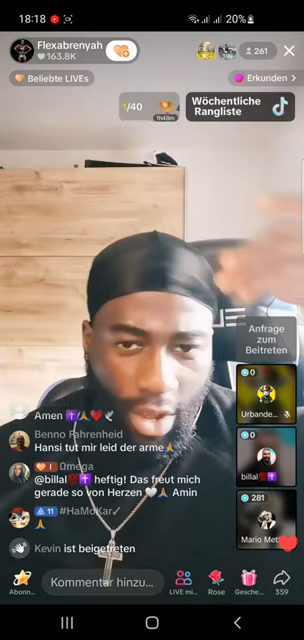 18:18 20%
Flexabrenyah
163.8K
261
Beliebte LIVEs
Erkunden >
1/40
1h48m
Wöchentliche
Rangliste
Anfrage
zum
Beitreten
0
Urbande...
0
billal💯✝️
281
Mario Met
Amen ✝️🙏❤️🕊
Benno Fahrenheid
Hansi tut mir leid der arme🙏
1 Ωmega
@billal💯✝️ heftig! Das freut mich
gerade so von Herzen 🤍🙏 Amin
11 #HaMoKar✓
🙏
Kevin ist beigetreten
Abonn...
Kommentar hinzu...
LIVE mi...
Rose
Gesche...
359